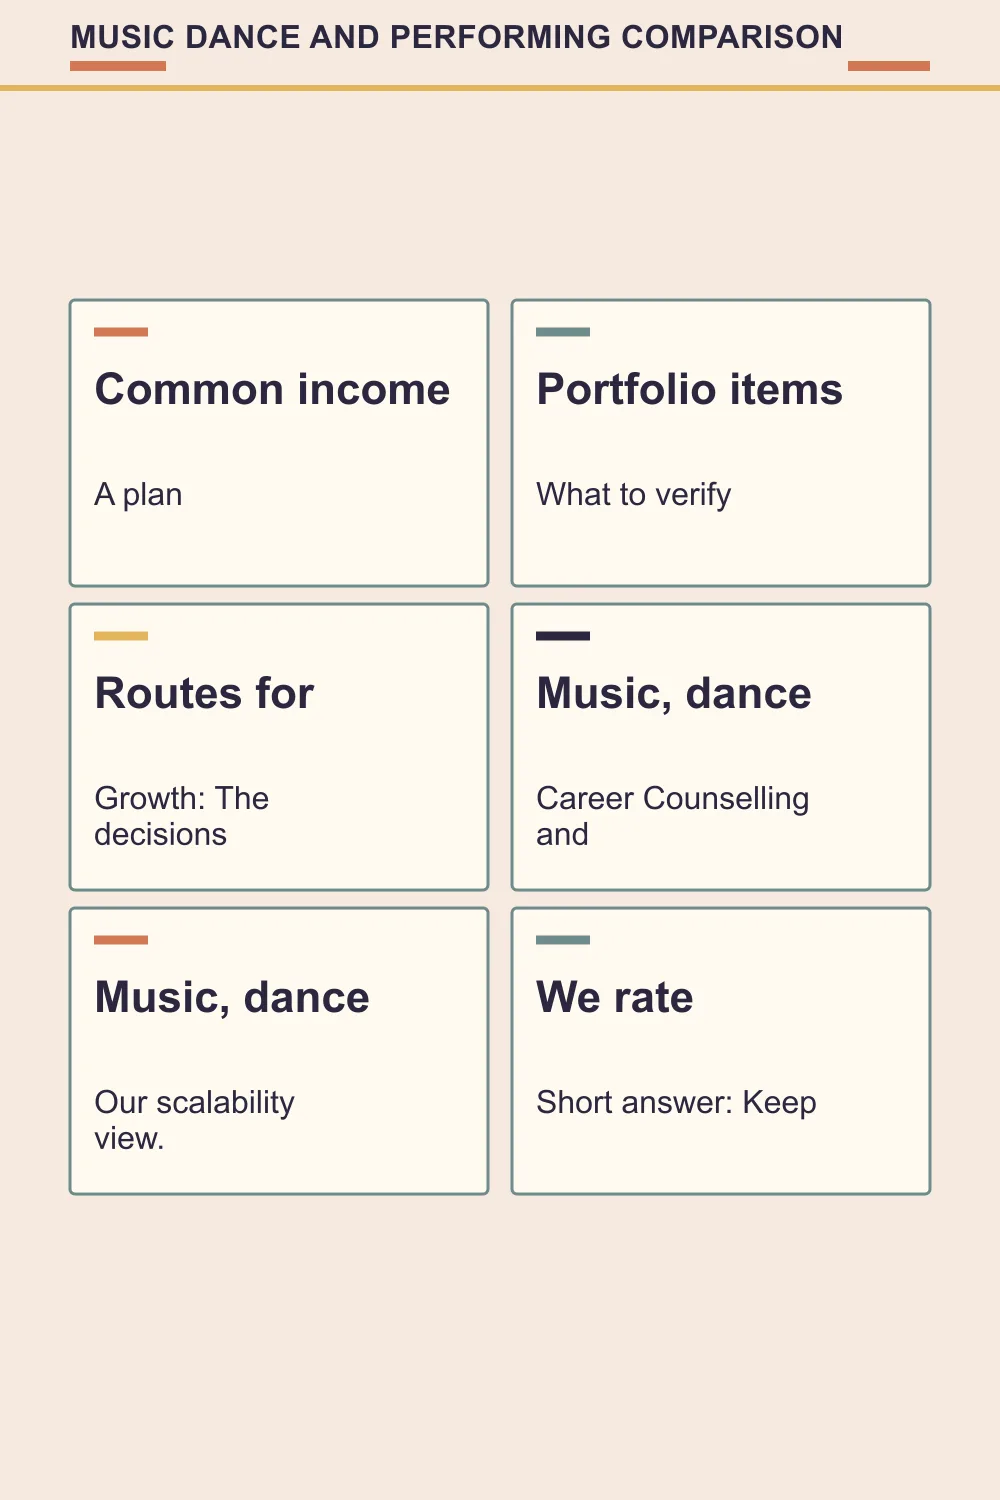 MUSIC DANCE AND PERFORMING COMPARISON
Common income
A plan
Portfolio items
What to verify
Routes for
Growth: The
decisions
Music, dance
Career Counselling
and
Music, dance
Our scalability
view.
We rate
Short answer: Keep